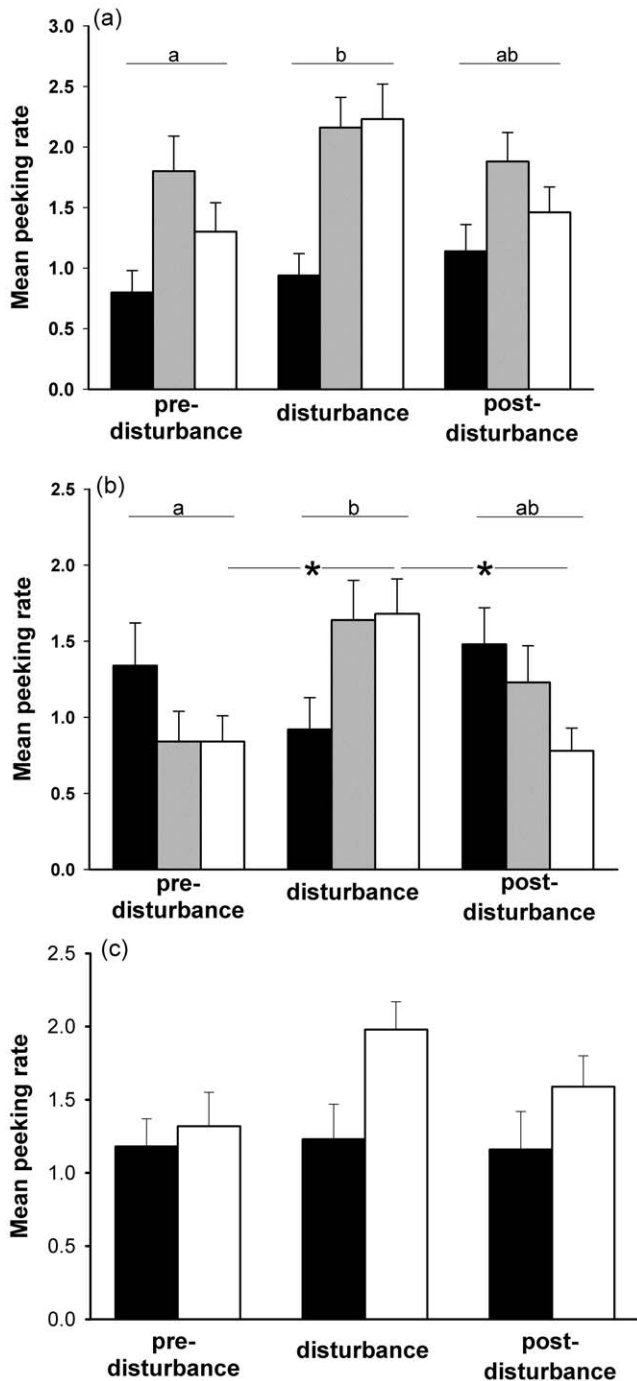 (a)
Mean peeking rate
3.0
2.5
2.0
1.5
1.0
0.5
0.0
a
b
ab
pre-
disturbance
disturbance
post-
disturbance
(b)
Mean peeking rate
2.5
2.0
1.5
1.0
0.5
0.0
a
b
ab
*
*
pre-
disturbance
disturbance
post-
disturbance
(c)
Mean peeking rate
2.5
2.0
1.5
1.0
0.5
0.0
pre-
disturbance
disturbance
post-
disturbance